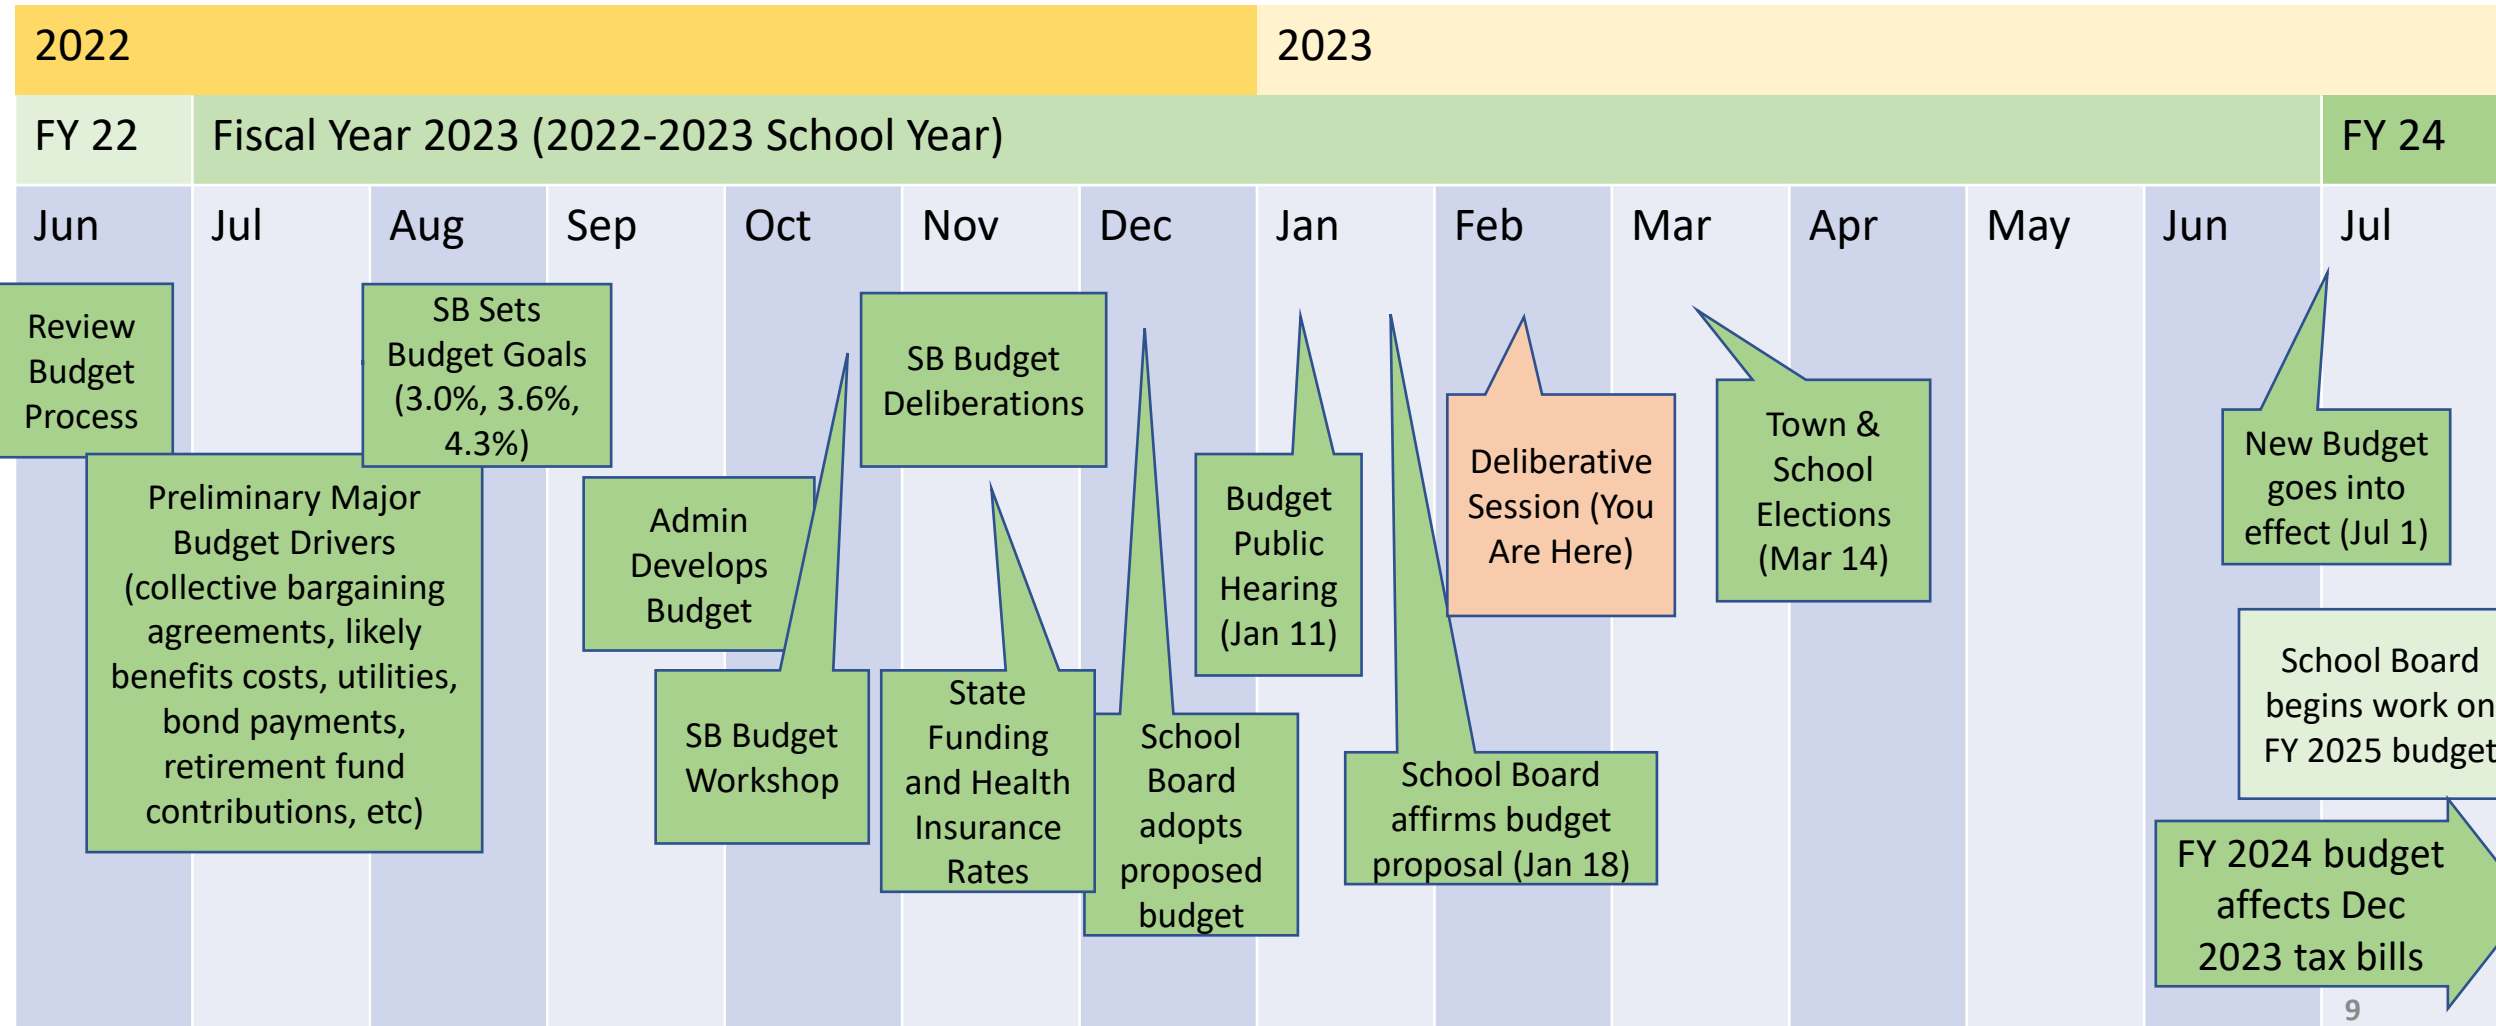 2022
2023
FY 22
Fiscal Year 2023 (2022-2023 School Year)
FY 24
Jun
Jul
Aug
Sep
Oct
Nov
Dec
Jan
Feb
Mar
Apr
May
Jun
Jul
Review
Budget
Process
Preliminary Major
Budget Drivers
(collective bargaining
agreements, likely
benefits costs, utilities,
bond payments,
retirement fund
contributions, etc)
SB Sets
Budget Goals
(3.0%, 3.6%,
4.3%)
Admin
Develops
Budget
SB Budget
Workshop
SB Budget
Deliberations
State
Funding
and Health
Insurance
Rates
School
Board
adopts
proposed
budget
Budget
Public
Hearing
(Jan 11)
School Board
affirms budget
proposal (Jan 18)
Deliberative
Session (You
Are Here)
Town &
School
Elections
(Mar 14)
New Budget
goes into
effect (Jul 1)
School Board
begins work on
FY 2025 budget
FY 2024 budget
affects Dec
2023 tax bills
9